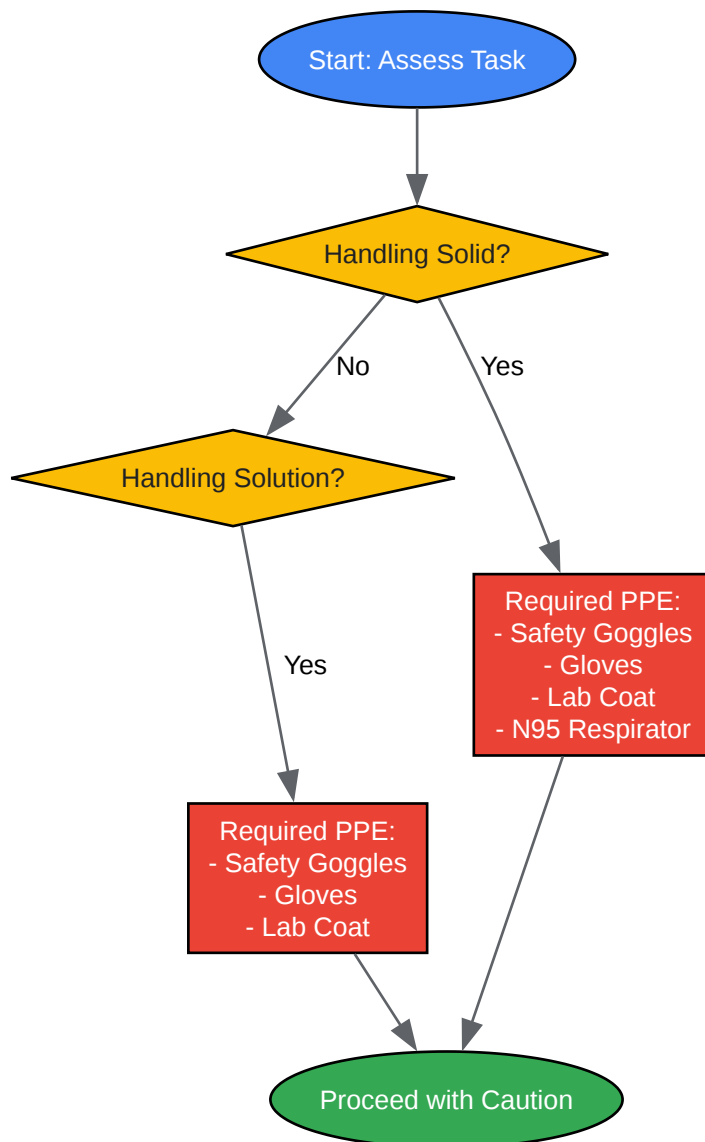 Start: Assess Task
Handling Solid?
No
Yes
Handling Solution?
Required PPE:
- Safety Goggles
- Gloves
- Lab Coat
- N95 Respirator
Yes
Required PPE:
- Safety Goggles
- Gloves
- Lab Coat
Proceed with Caution